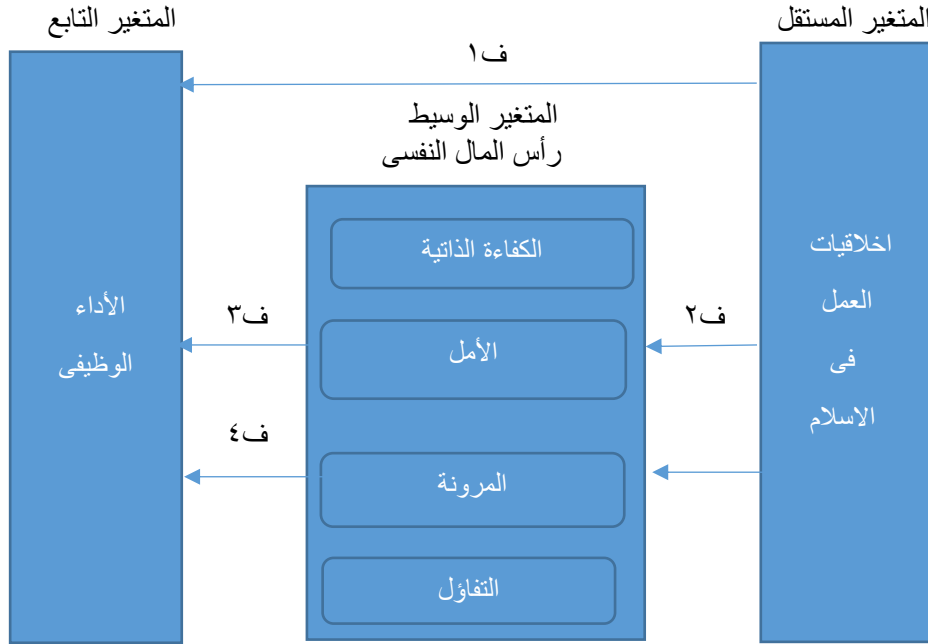 المتغير المستقل
المتغير التابع
ف١
المتغير الوسيط
رأس المال النفسى
اخلاقيات
العمل
فى
الاسلام
ف٢
الكفاءة الذاتية
الأمل
المرونة
التفاؤل
ف٣
ف٤
الأداء
الوظيفى